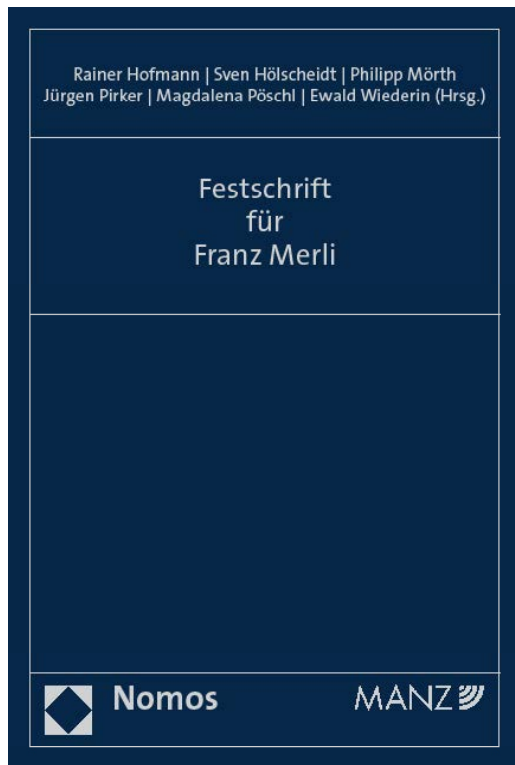 Rainer Hofmann | Sven Hölscheidt | Philipp Mörth
Jürgen Pirker | Magdalena Pöschl | Ewald Wiederin (Hrsg.)
Festschrift
für
Franz Merli
Nomos
MANZ